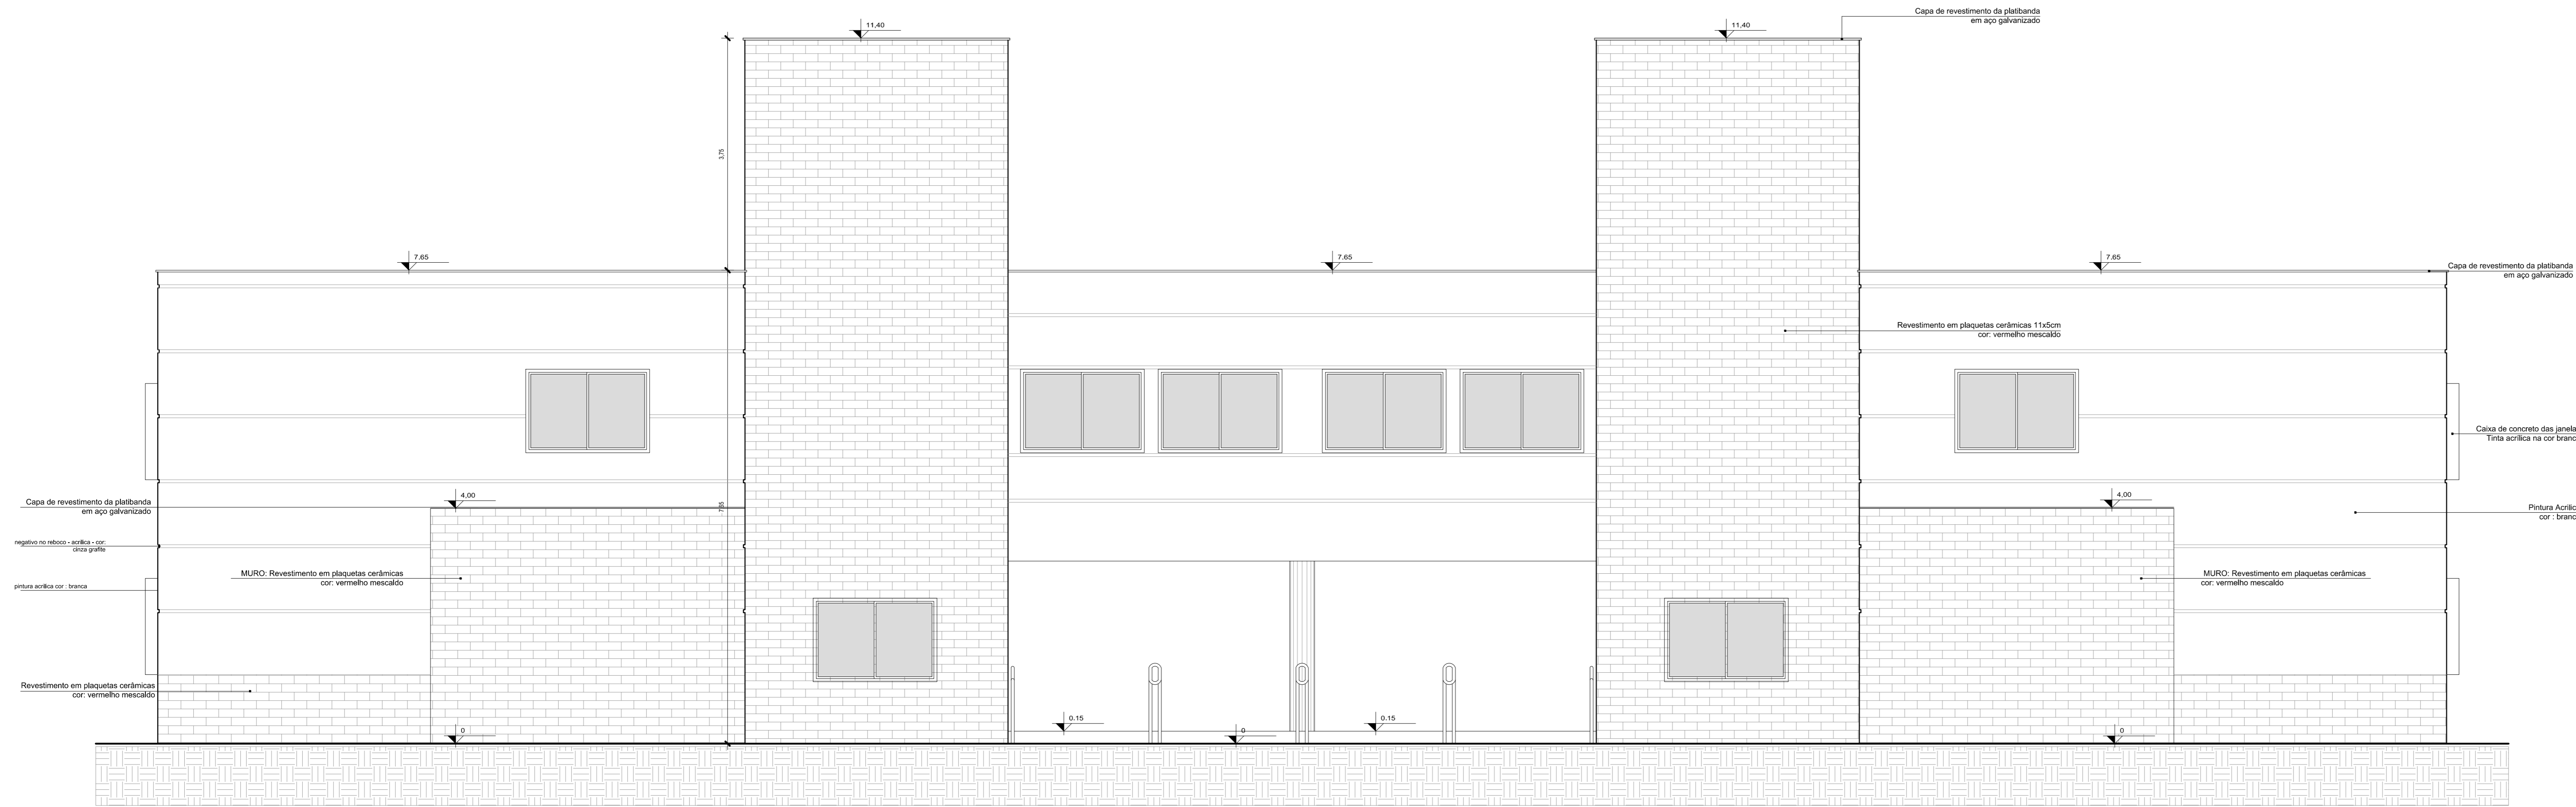 Capa de revestimento da platibanda
em aço galvanizado
11,40
11,40
3,75
7.65
7.65
7.65
Capa de revestimento da platibanda
em aço galvanizado
Revestimento em plaquetas cerâmicas 11x5cm
cor: vermelho mescaldo
Caixa de concreto das janela
Tinta acrílica na cor branc
Capa de revestimento da platibanda
em aço galvanizado
4,00
7,65
4,00
Pintura Acrílic
cor : branc
negativo no reboco - acrílica - cor:
cinza grafite
MURO: Revestimento em plaquetas cerâmicas
cor: vermelho mescaldo
MURO: Revestimento em plaquetas cerâmicas
cor: vermelho mescaldo
pintura acrílica cor : branca
Revestimento em plaquetas cerâmicas
cor: vermelho mescaldo
0.15
0.15
0
0
0